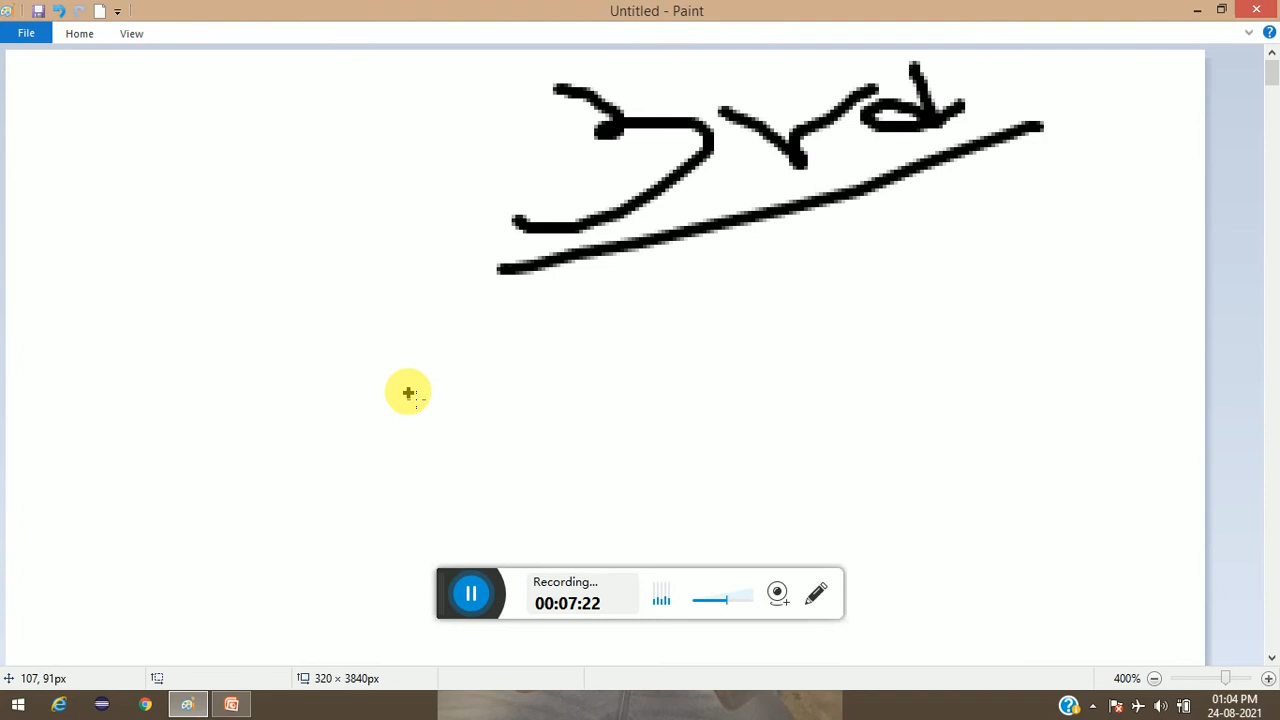 Untitled - Paint
File Home View
3rd
Recording...
00:07:22
107, 91px
320 × 3840px
400%
01:04 PM
24-08-2021